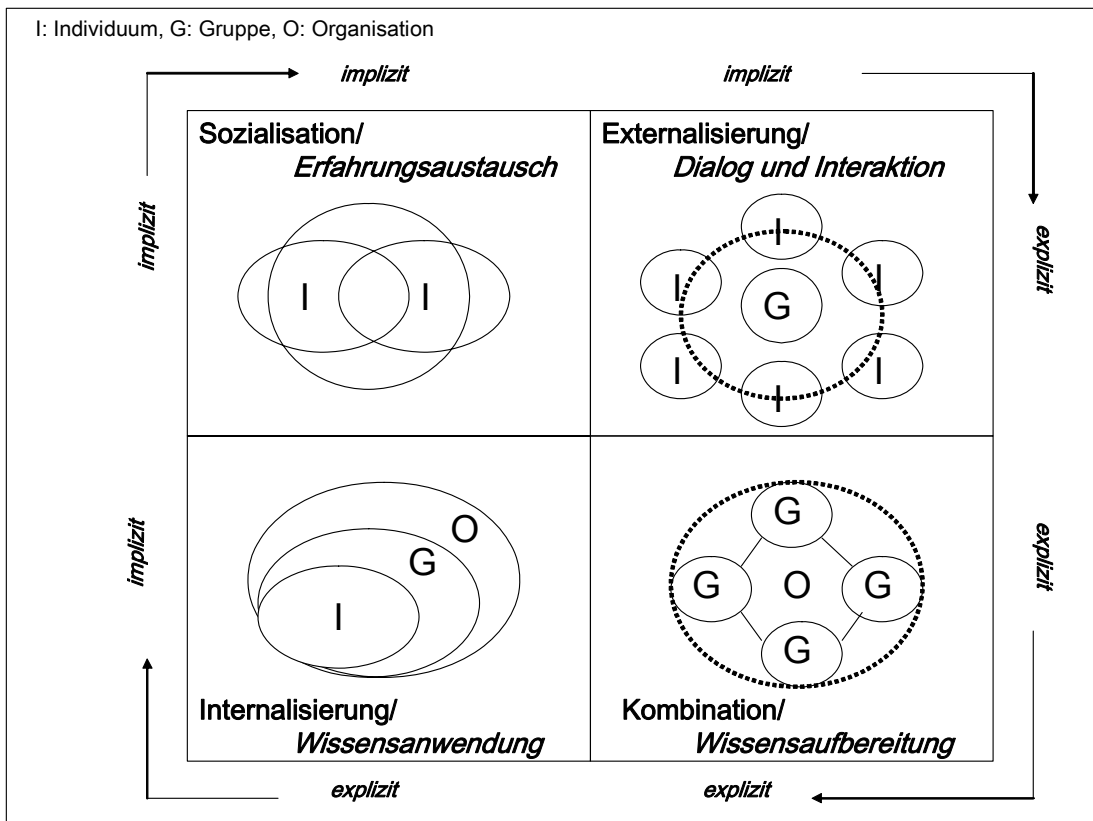 I: Individuum, G: Gruppe, O: Organisation
implizit
implizit
implizit
Sozialisation/
Erfahrungsaustausch
I
I
Externalisierung/
Dialog und Interaktion
I
I
I
G
I
I
I
explizit
implizit
Internalisierung/
Wissensanwendung
O
G
I
Kombination/
Wissensaufbereitung
G
G
O
G
G
explizit
explizit
explizit